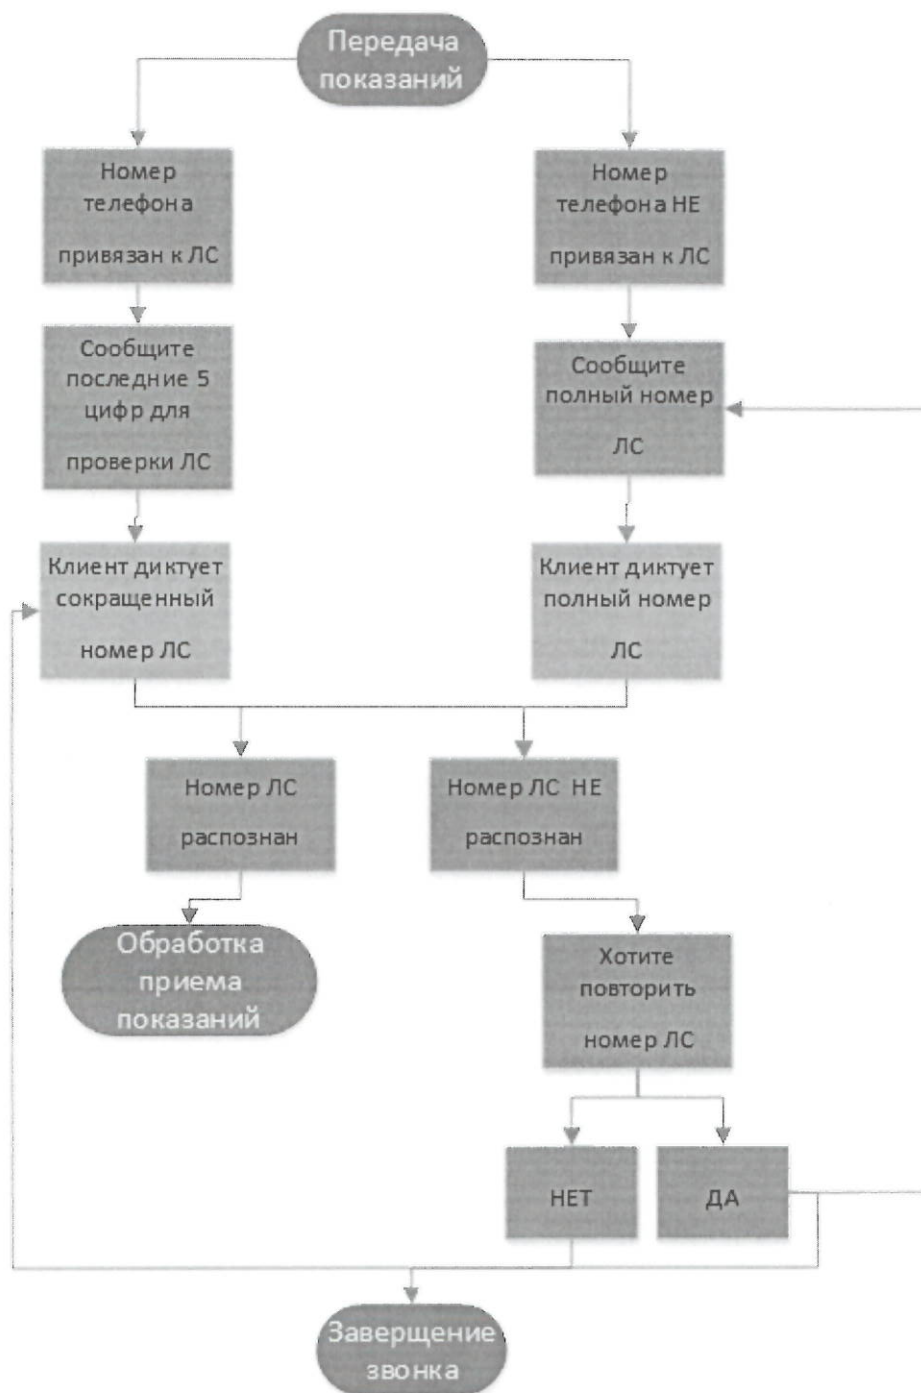 Передача
показаний
Номер
телефона
привязан к ЛС
Номер
телефона НЕ
привязан к ЛС
Сообщите
последние 5
цифр для
проверки ЛС
Сообщите
полный номер
ЛС
Клиент диктует
сокращенный
номер ЛС
Клиент диктует
полный номер
ЛС
Номер ЛС
распознан
Номер ЛС НЕ
распознан
Обработка
приема
показаний
Хотите
повторить
номер ЛС
НЕТ
ДА
Заверщение
звонка